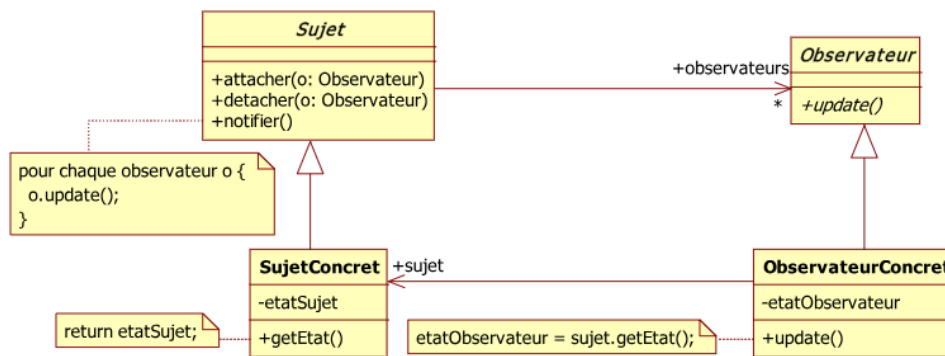 Sujet
+attacher(o: Observateur)
+detacher(o: Observateur)
+notifier()
+observateurs
*
Observateur
+update()
pour chaque observateur o {
o.update();
}
SujetConcret
-etatSujet
+getEtat()
+sujet
ObservateurConcret
-etatObservateur
+update()
return etatSujet;
etatObservateur = sujet.getEtat();